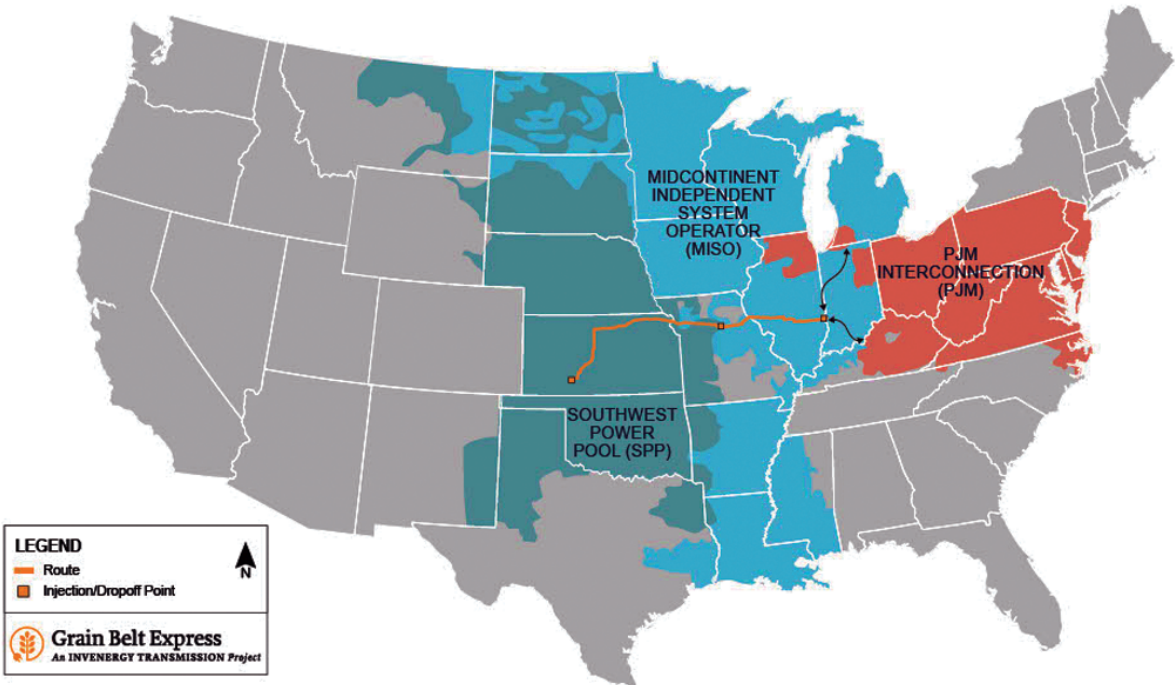 MIDCONTINENT
INDEPENDENT
SYSTEM
OPERATOR
(MISO)
PJM
INTERCONNECTION
(PJM)
SOUTHWEST
POWER
POOL (SPP)
LEGEND
N
Route
Injection/Dropoff Point
Grain Belt Express
An INVENERGY TRANSMISSION Project